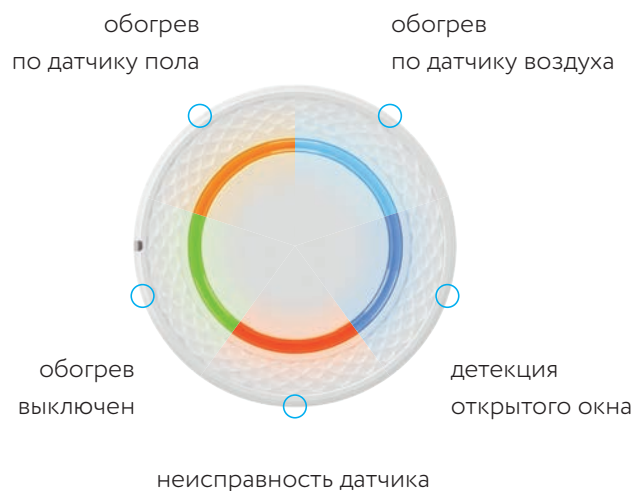 обогрев
по датчику пола
обогрев
по датчику воздуха
обогрев
выключен
детекция
открытого окна
неисправность датчика